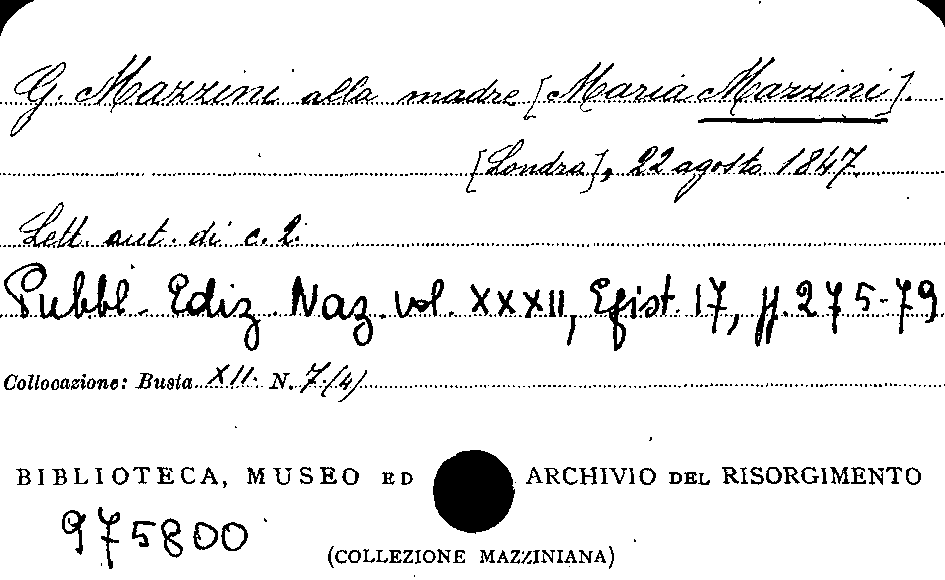 G. Mazzini alla madre [Maria Mazzini].
[Londra], 22 agosto 1847.
Lett. aut. di c. 2.
Pubbl. Ediz. Naz. vol. XXXII, Epist. 17, pp. 275-79.
Collocazione: Busta XII. N. 7.(4)
BIBLIOTECA, MUSEO ED ARCHIVIO DEL RISORGIMENTO
975800
(COLLEZIONE MAZZINIANA)